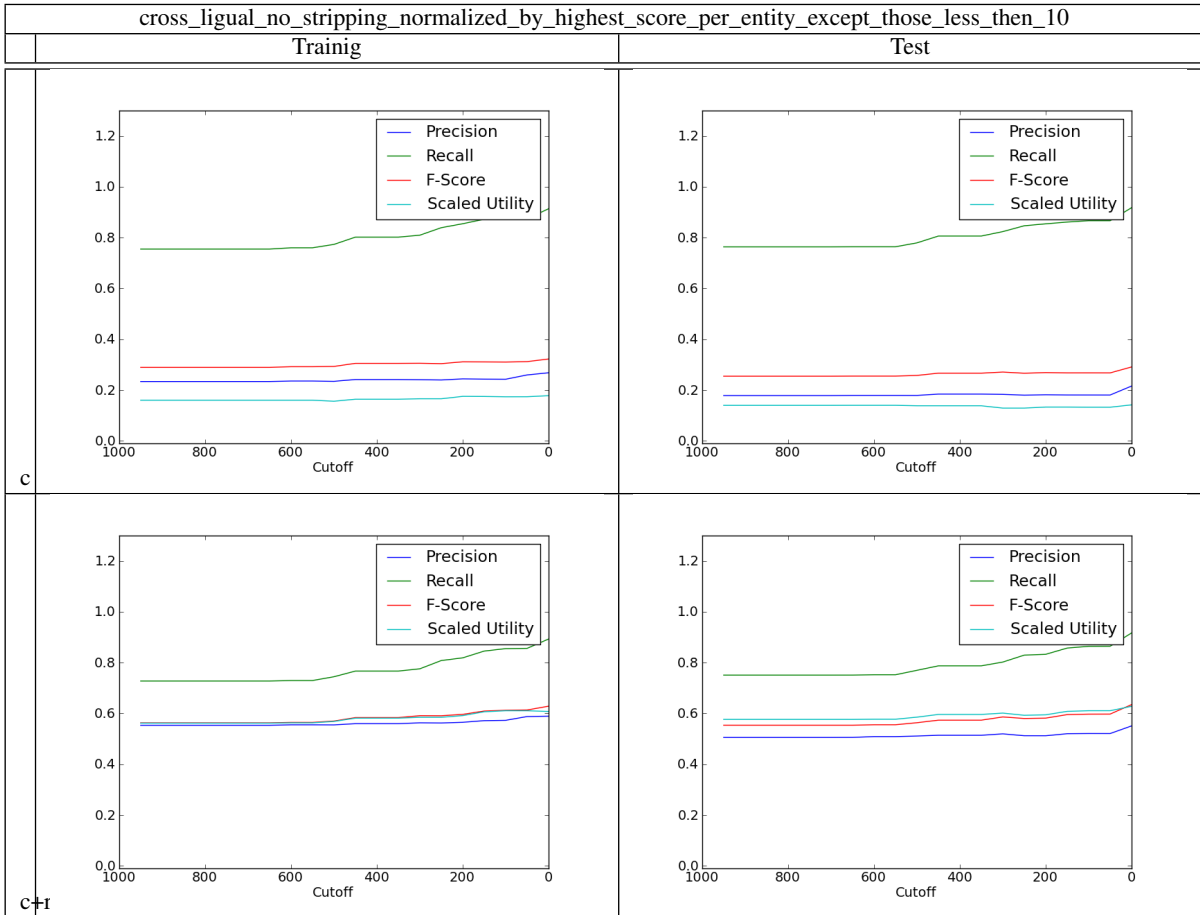 cross_ligual_no_stripping_normalized_by_highest_score_per_entity_except_those_less_then_10
Trainig Test
c
1.2
1.0
0.8
0.6
0.4
0.2
0.0
1000 800 600 400 200 0
Cutoff
Precision
Recall
F-Score
Scaled Utility
1.2
1.0
0.8
0.6
0.4
0.2
0.0
1000 800 600 400 200 0
Cutoff
Precision
Recall
F-Score
Scaled Utility
c+r
1.2
1.0
0.8
0.6
0.4
0.2
0.0
1000 800 600 400 200 0
Cutoff
Precision
Recall
F-Score
Scaled Utility
1.2
1.0
0.8
0.6
0.4
0.2
0.0
1000 800 600 400 200 0
Cutoff
Precision
Recall
F-Score
Scaled Utility